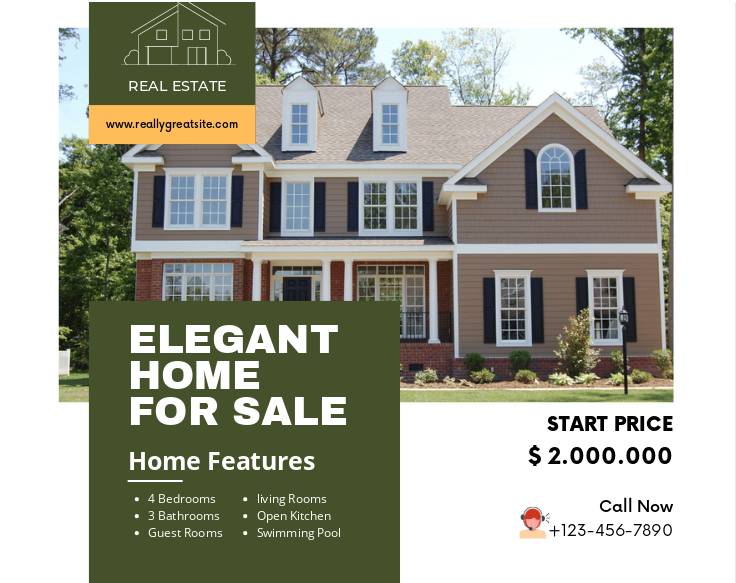 REAL ESTATE
www.reallygreatsite.com
ELEGANT
HOME
FOR SALE
Home Features
4 Bedrooms
3 Bathrooms
Guest Rooms
living Rooms
Open Kitchen
Swimming Pool
START PRICE
$ 2.000.000
Call Now
+123-456-7890